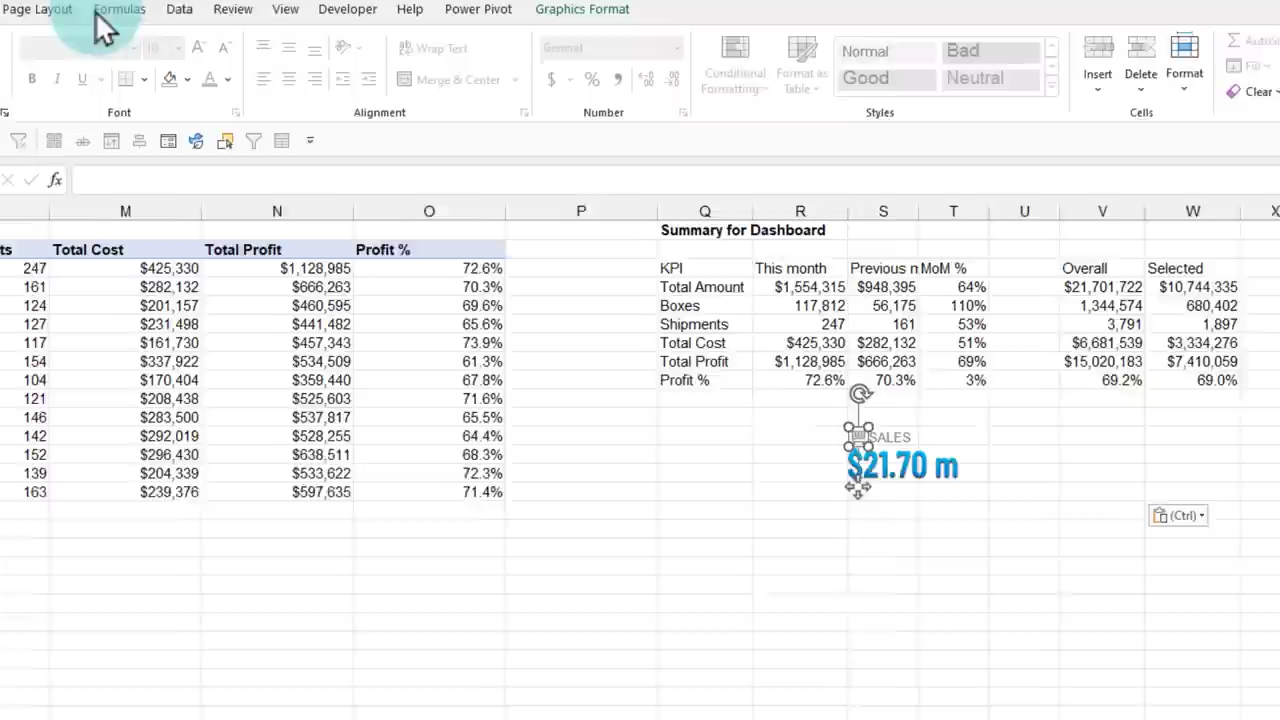 Page Layout Formulas Data Review View Developer Help Power Pivot Graphics Format
10 A A Wrap Text General Normal Bad Σ Auto
B I U A Merge & Center $ % , Conditional Formatting Format as Table Good Neutral Insert Delete Format Fill Clear
Font Alignment Number Styles Cells
ab
fx
M N O P Q R S T U V W X
Summary for Dashboard
ts Total Cost Total Profit Profit %
247 $425,330 $1,128,985 72.6% KPI This month Previous m MoM % Overall Selected
161 $282,132 $666,263 70.3% Total Amount $1,554,315 $948,395 64% $21,701,722 $10,744,335
124 $201,157 $460,595 69.6% Boxes 117,812 56,175 110% 1,344,574 680,402
127 $231,498 $441,482 65.6% Shipments 247 161 53% 3,791 1,897
117 $161,730 $457,343 73.9% Total Cost $425,330 $282,132 51% $6,681,539 $3,334,276
154 $337,922 $534,509 61.3% Total Profit $1,128,985 $666,263 69% $15,020,183 $7,410,059
104 $170,404 $359,440 67.8% Profit % 72.6% 70.3% 3% 69.2% 69.0%
121 $208,438 $525,603 71.6%
146 $283,500 $537,817 65.5%
142 $292,019 $528,255 64.4% SALES
152 $296,430 $638,511 68.3% $21.70 m
139 $204,339 $533,622 72.3%
163 $239,376 $597,635 71.4%
(Ctrl)